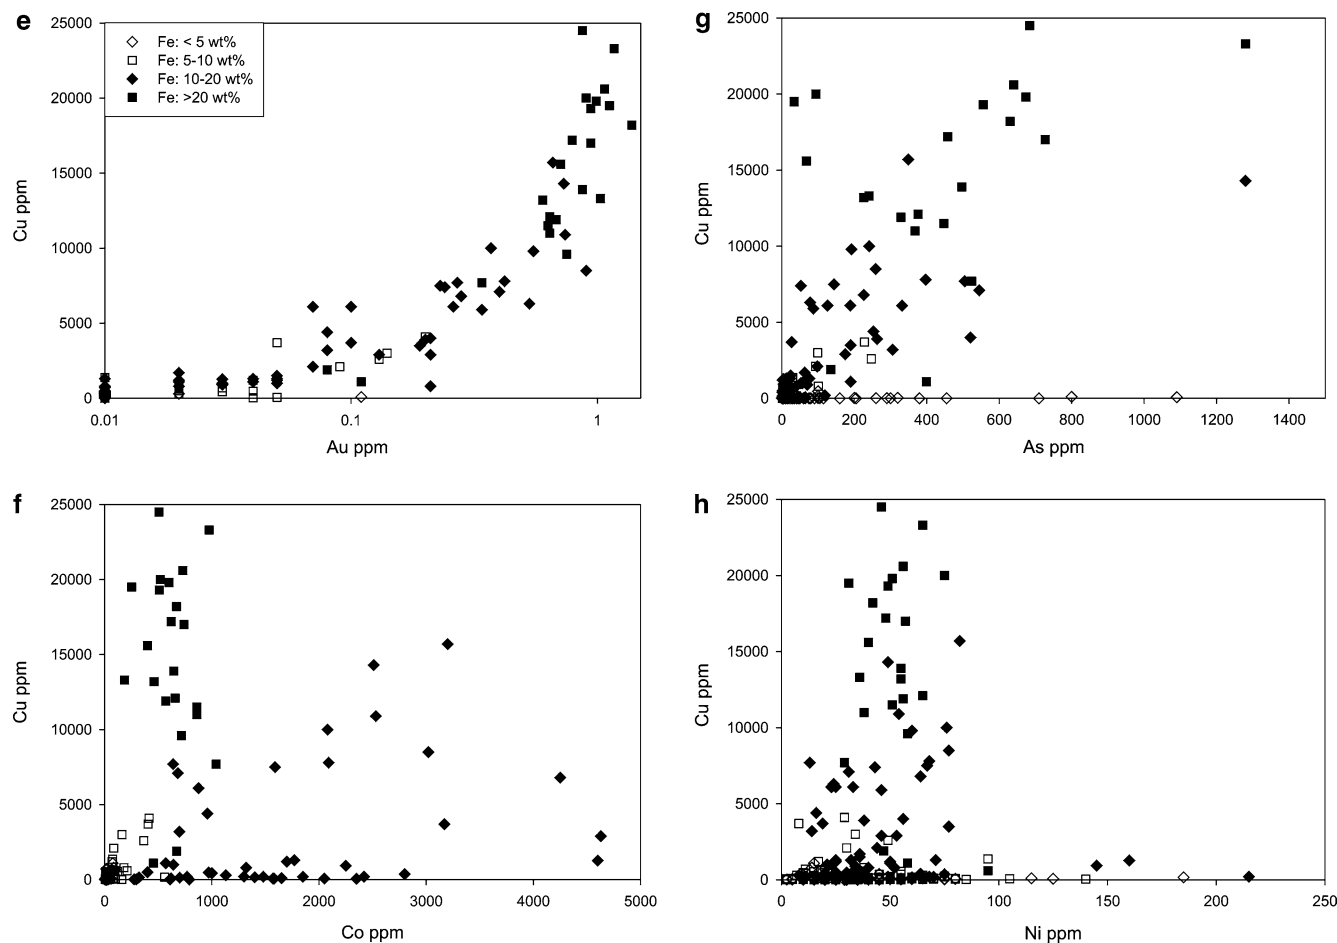 e
25000
20000
15000
10000
5000
0
Cu ppm
Fe: < 5 wt%
Fe: 5-10 wt%
Fe: 10-20 wt%
Fe: >20 wt%
0.01 0.1 1
Au ppm
g
25000
20000
15000
10000
5000
0
Cu ppm
0 200 400 600 800 1000 1200 1400
As ppm
f
25000
20000
15000
10000
5000
0
Cu ppm
0 1000 2000 3000 4000 5000
Co ppm
h
25000
20000
15000
10000
5000
0
Cu ppm
0 50 100 150 200 250
Ni ppm